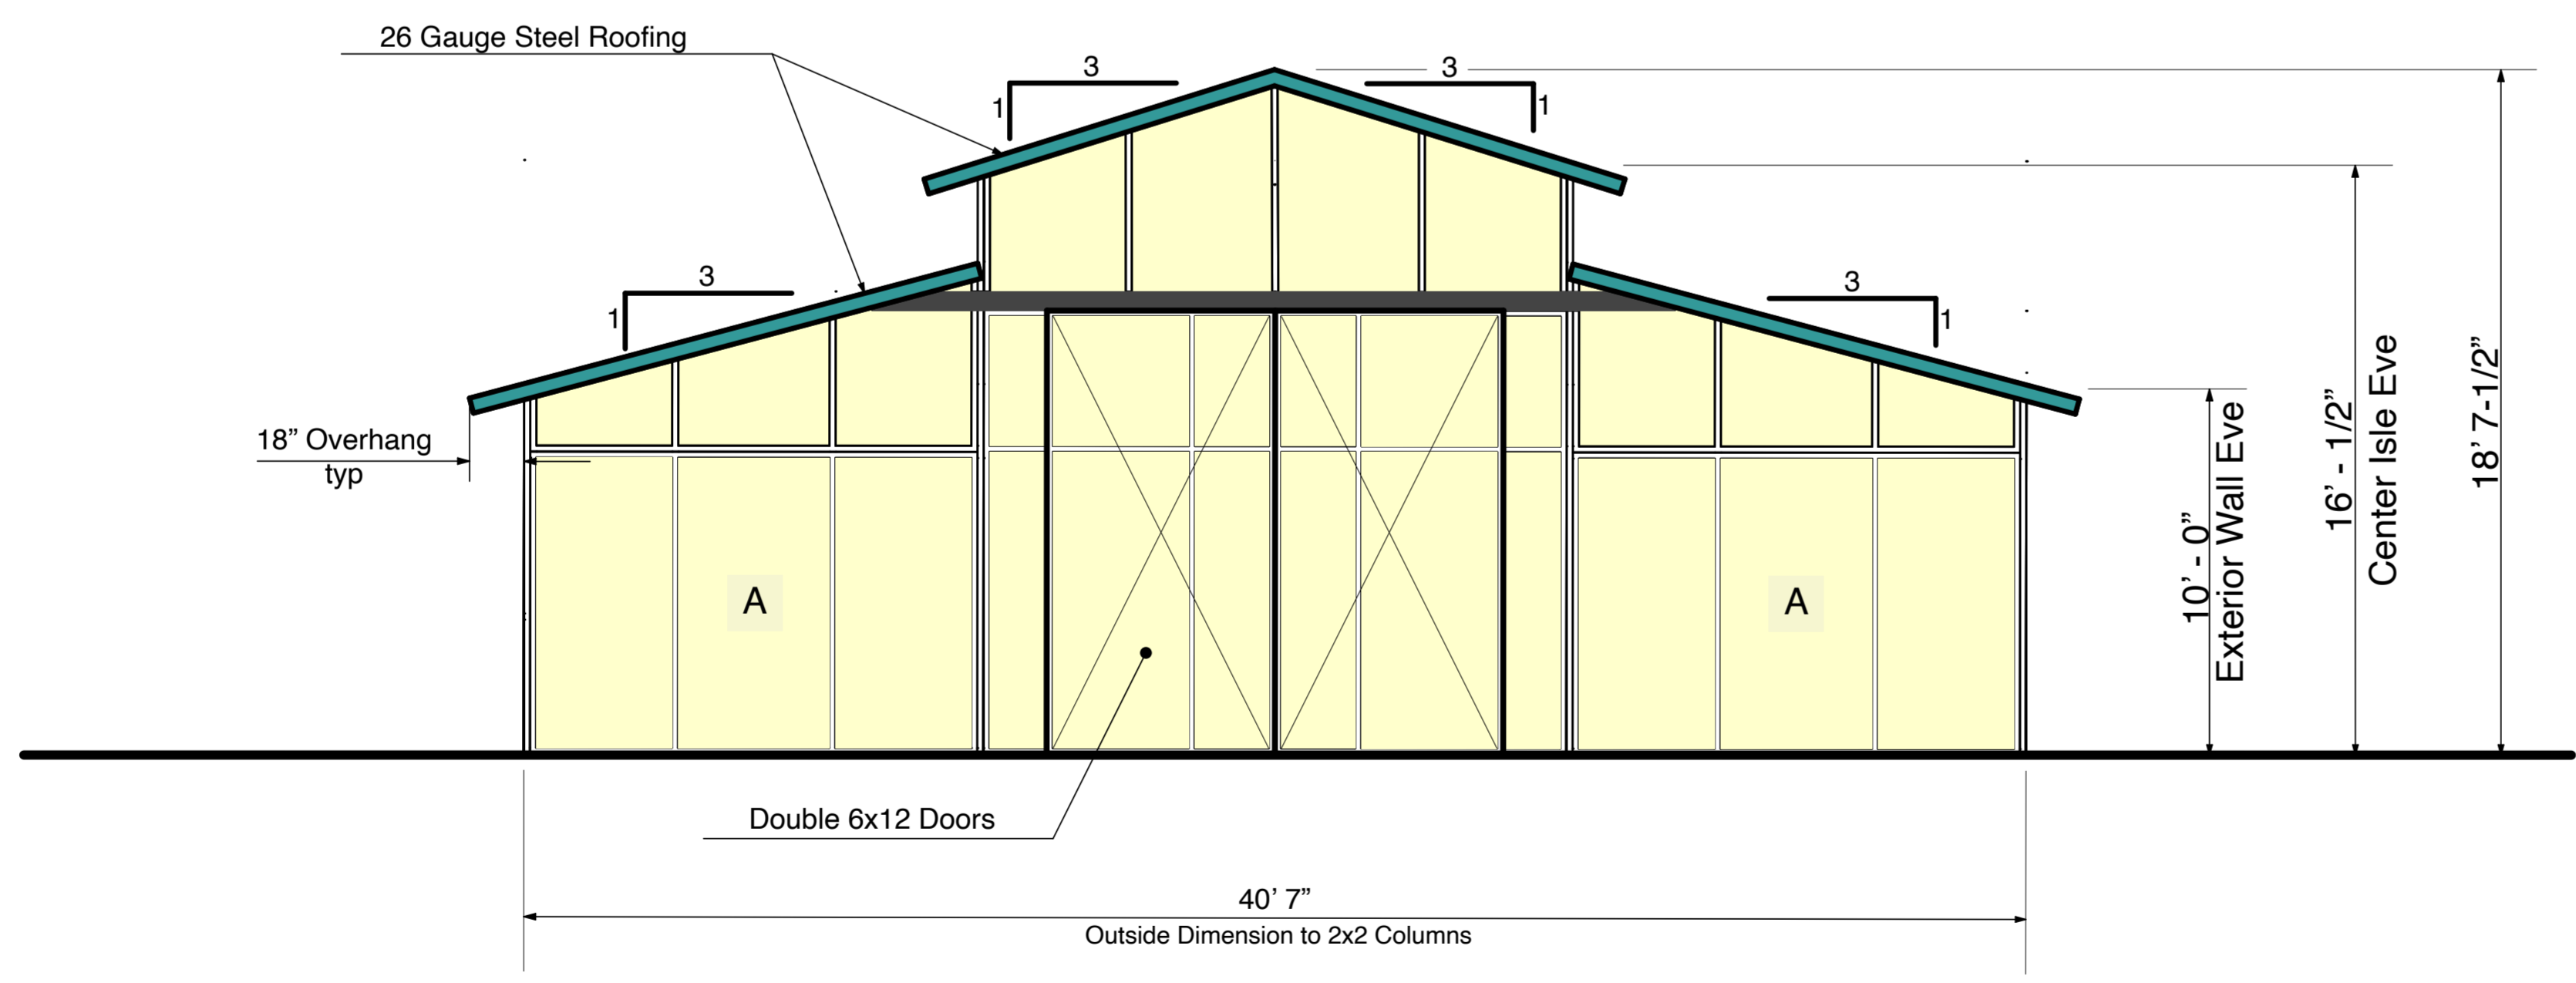 26 Gauge Steel Roofing
3
1
3
1
3
1
3
1
18” Overhang
typ
A
A
10’ - 0”
Exterior Wall Eve
16’ - 1/2”
Center Isle Eve
18’ 7-1/2”
Double 6x12 Doors
40’ 7”
Outside Dimension to 2x2 Columns